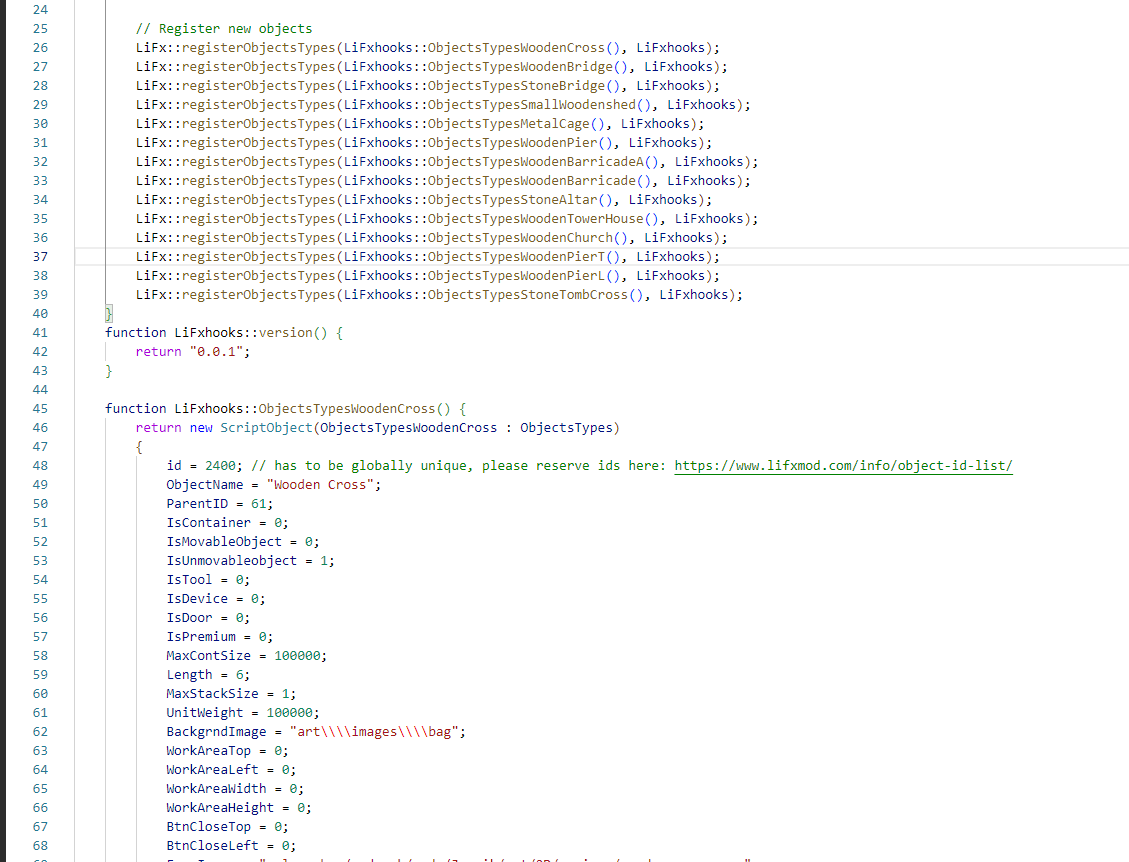 24
25 // Register new objects
26 LiFx::registerObjectsTypes(LiFxhooks::ObjectsTypesWoodenCross(), LiFxhooks);
27 LiFx::registerObjectsTypes(LiFxhooks::ObjectsTypesWoodenBridge(), LiFxhooks);
28 LiFx::registerObjectsTypes(LiFxhooks::ObjectsTypesStoneBridge(), LiFxhooks);
29 LiFx::registerObjectsTypes(LiFxhooks::ObjectsTypesSmallWoodenshed(), LiFxhooks);
30 LiFx::registerObjectsTypes(LiFxhooks::ObjectsTypesMetalCage(), LiFxhooks);
31 LiFx::registerObjectsTypes(LiFxhooks::ObjectsTypesWoodenPier(), LiFxhooks);
32 LiFx::registerObjectsTypes(LiFxhooks::ObjectsTypesWoodenBarricadeA(), LiFxhooks);
33 LiFx::registerObjectsTypes(LiFxhooks::ObjectsTypesWoodenBarricade(), LiFxhooks);
34 LiFx::registerObjectsTypes(LiFxhooks::ObjectsTypesStoneAltar(), LiFxhooks);
35 LiFx::registerObjectsTypes(LiFxhooks::ObjectsTypesWoodenTowerHouse(), LiFxhooks);
36 LiFx::registerObjectsTypes(LiFxhooks::ObjectsTypesWoodenChurch(), LiFxhooks);
37 LiFx::registerObjectsTypes(LiFxhooks::ObjectsTypesWoodenPierT(), LiFxhooks);
38 LiFx::registerObjectsTypes(LiFxhooks::ObjectsTypesWoodenPierL(), LiFxhooks);
39 LiFx::registerObjectsTypes(LiFxhooks::ObjectsTypesStoneTombCross(), LiFxhooks);
40 }
41 function LiFxhooks::version() {
42 return "0.0.1";
43 }
44
45 function LiFxhooks::ObjectsTypesWoodenCross() {
46 return new ScriptObject(ObjectsTypesWoodenCross : ObjectsTypes)
47 {
48 id = 2400; // has to be globally unique, please reserve ids here: https://www.lifxmod.com/info/object-id-list/
49 ObjectName = "Wooden Cross";
50 ParentID = 61;
51 IsContainer = 0;
52 IsMovableObject = 0;
53 IsUnmovableobject = 1;
54 IsTool = 0;
55 IsDevice = 0;
56 IsDoor = 0;
57 IsPremium = 0;
58 MaxContSize = 100000;
59 Length = 6;
60 MaxStackSize = 1;
61 UnitWeight = 100000;
62 BackgrndImage = "art\\\\images\\\\bag";
63 WorkAreaTop = 0;
64 WorkAreaLeft = 0;
65 WorkAreaWidth = 0;
66 WorkAreaHeight = 0;
67 BtnCloseTop = 0;
68 BtnCloseLeft = 0;